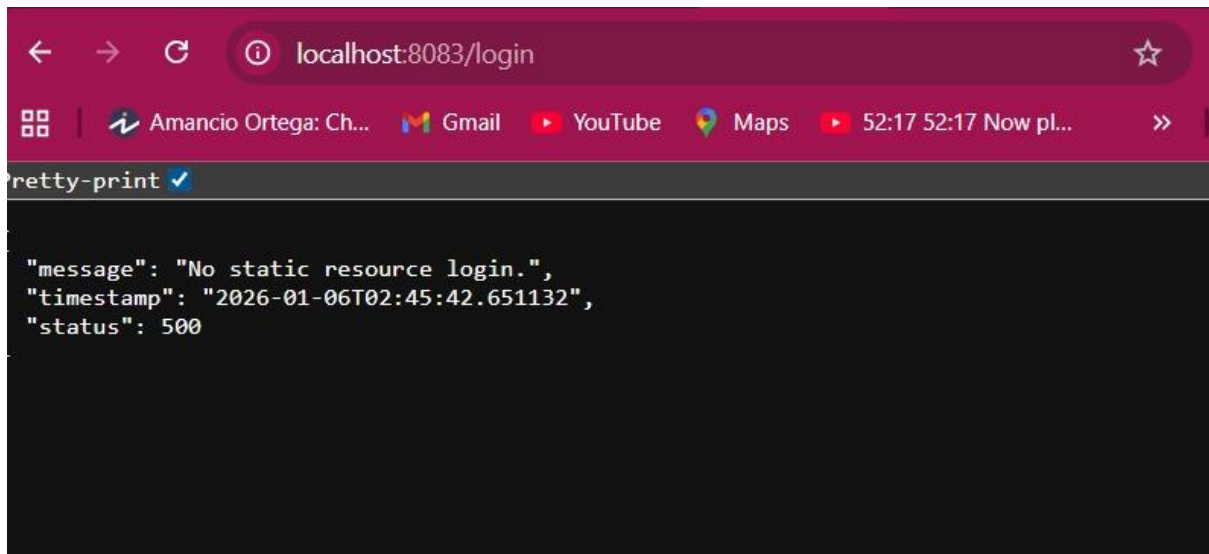 localhost:8083/login
Amancio Ortega: Ch... Gmail YouTube Maps 52:17 52:17 Now pl... »
Pretty-print
"message": "No static resource login.",
"timestamp": "2026-01-06T02:45:42.651132",
"status": 500